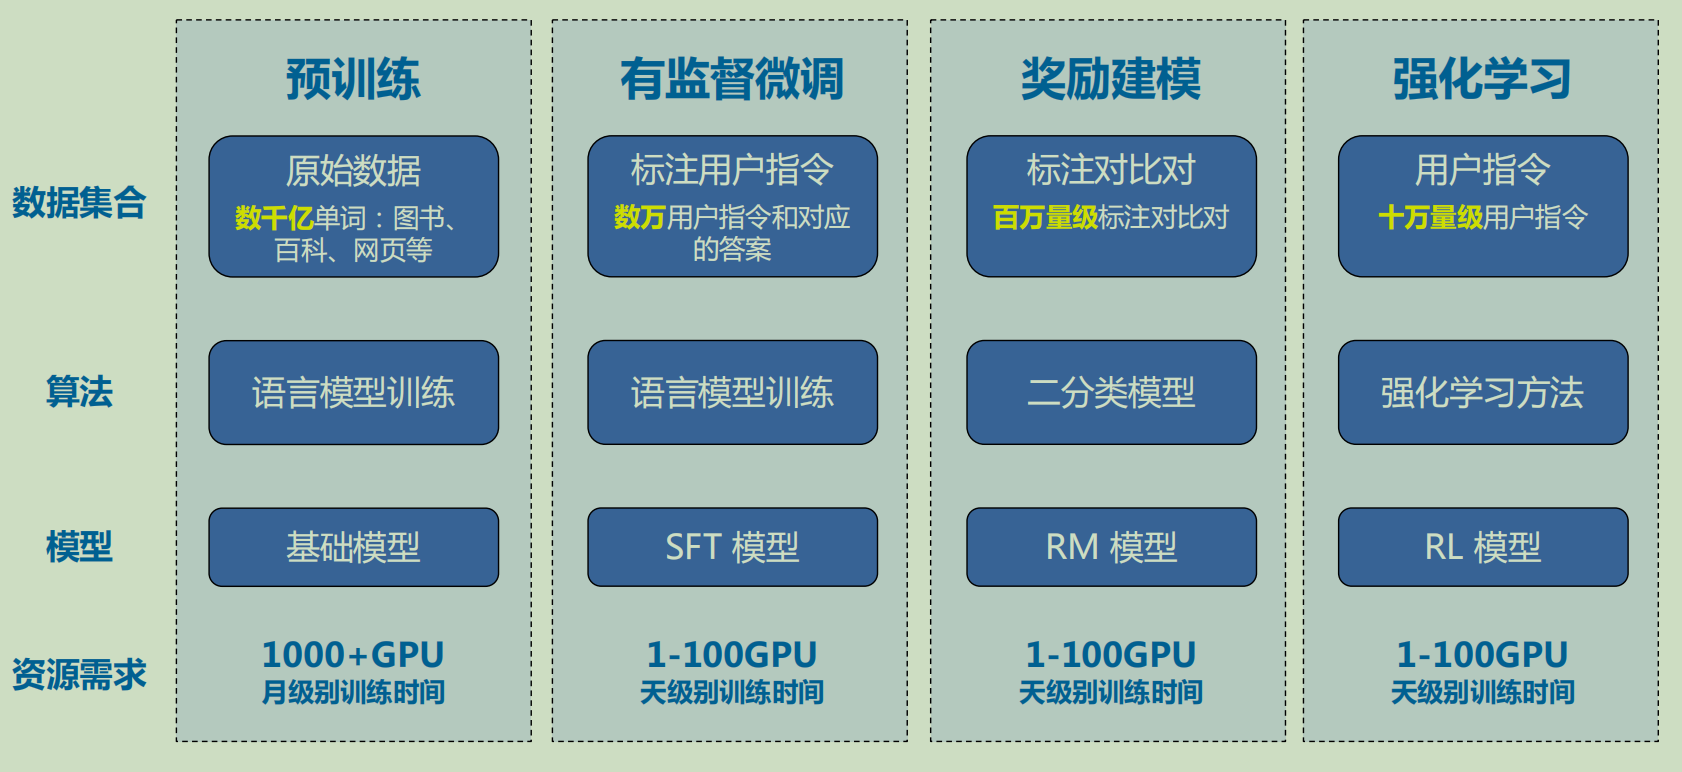 预训练
有监督微调
奖励建模
强化学习
数据集合
原始数据
数千亿单词：图书、
百科、网页等
标注用户指令
数万用户指令和对应
的答案
标注对比对
百万量级标注对比对
用户指令
十万量级用户指令
算法
语言模型训练
语言模型训练
二分类模型
强化学习方法
模型
基础模型
SFT 模型
RM 模型
RL 模型
资源需求
1000+GPU
月级别训练时间
1-100GPU
天级别训练时间
1-100GPU
天级别训练时间
1-100GPU
天级别训练时间